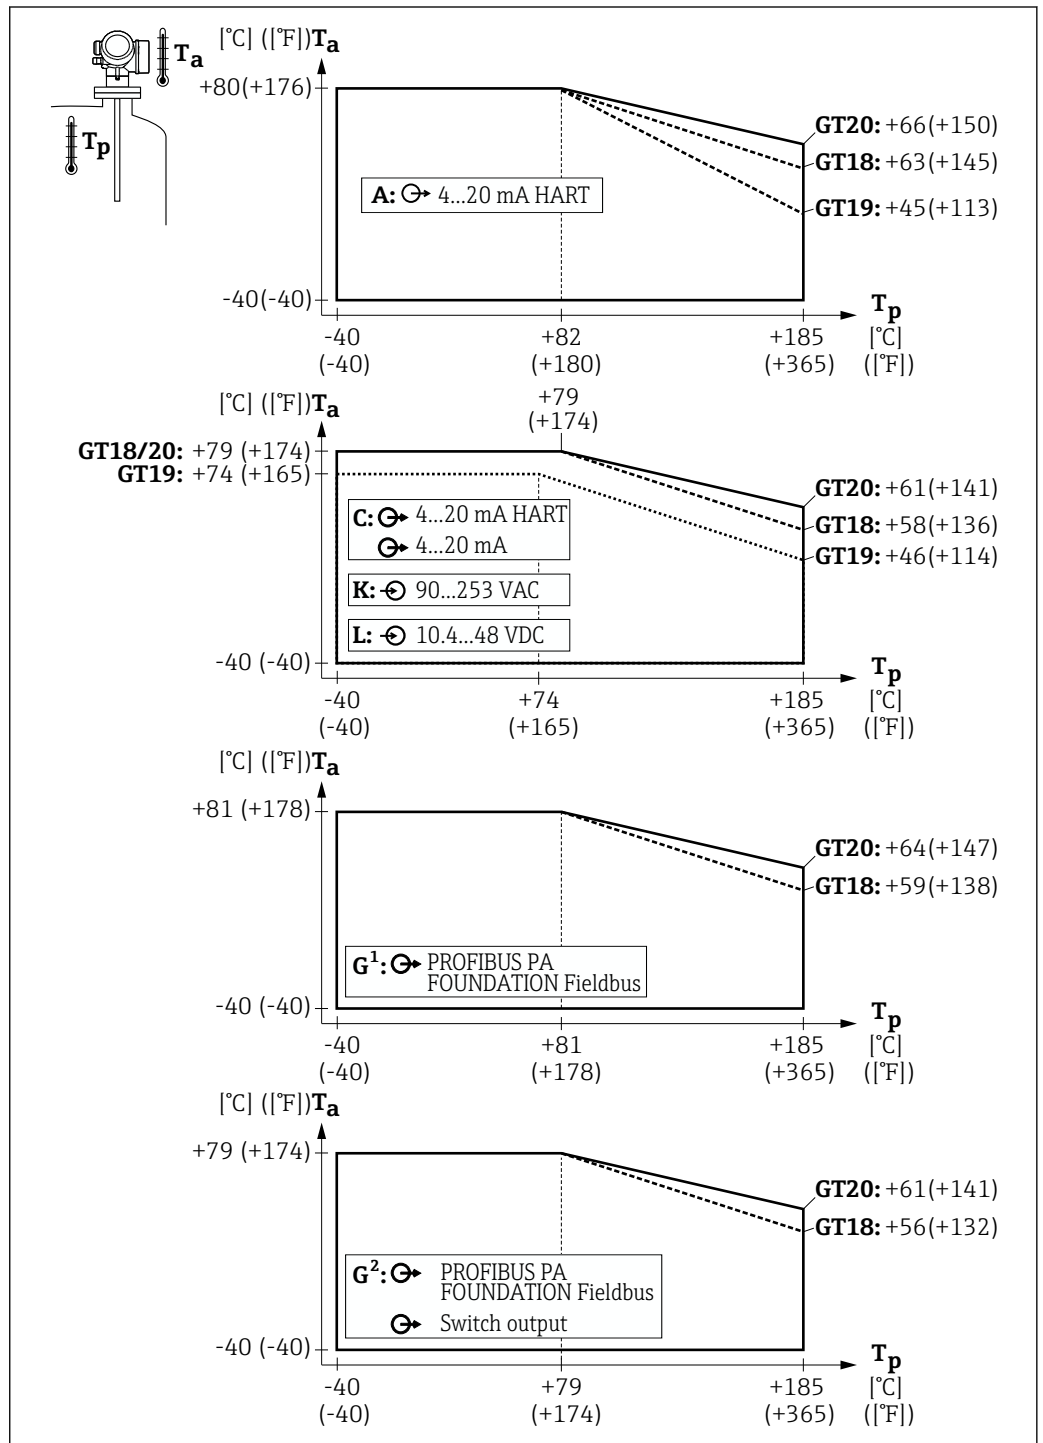 [°C] ([°F])Ta
Ta
Tp
+80(+176)
GT20: +66(+150)
GT18: +63(+145)
GT19: +45(+113)
A: 4...20 mA HART
-40(-40)
Tp
-40 +82 +185 [°C]
(-40) (+180) (+365) ([°F])
[°C] ([°F])Ta
+79
(+174)
GT18/20: +79 (+174)
GT19: +74 (+165)
GT20: +61(+141)
GT18: +58(+136)
GT19: +46(+114)
C: 4...20 mA HART
4...20 mA
K: 90...253 VAC
L: 10.4...48 VDC
-40 (-40)
Tp
-40 +74 +185 [°C]
(-40) (+165) (+365) ([°F])
[°C] ([°F])Ta
+81 (+178)
GT20: +64(+147)
GT18: +59(+138)
G1: PROFIBUS PA
FOUNDATION Fieldbus
-40 (-40)
Tp
-40 +81 +185 [°C]
(-40) (+178) (+365) ([°F])
[°C] ([°F])Ta
+79 (+174)
GT20: +61(+141)
GT18: +56(+132)
G2: PROFIBUS PA
FOUNDATION Fieldbus
Switch output
-40 (-40)
Tp
-40 +79 +185 [°C]
(-40) (+174) (+365) ([°F])